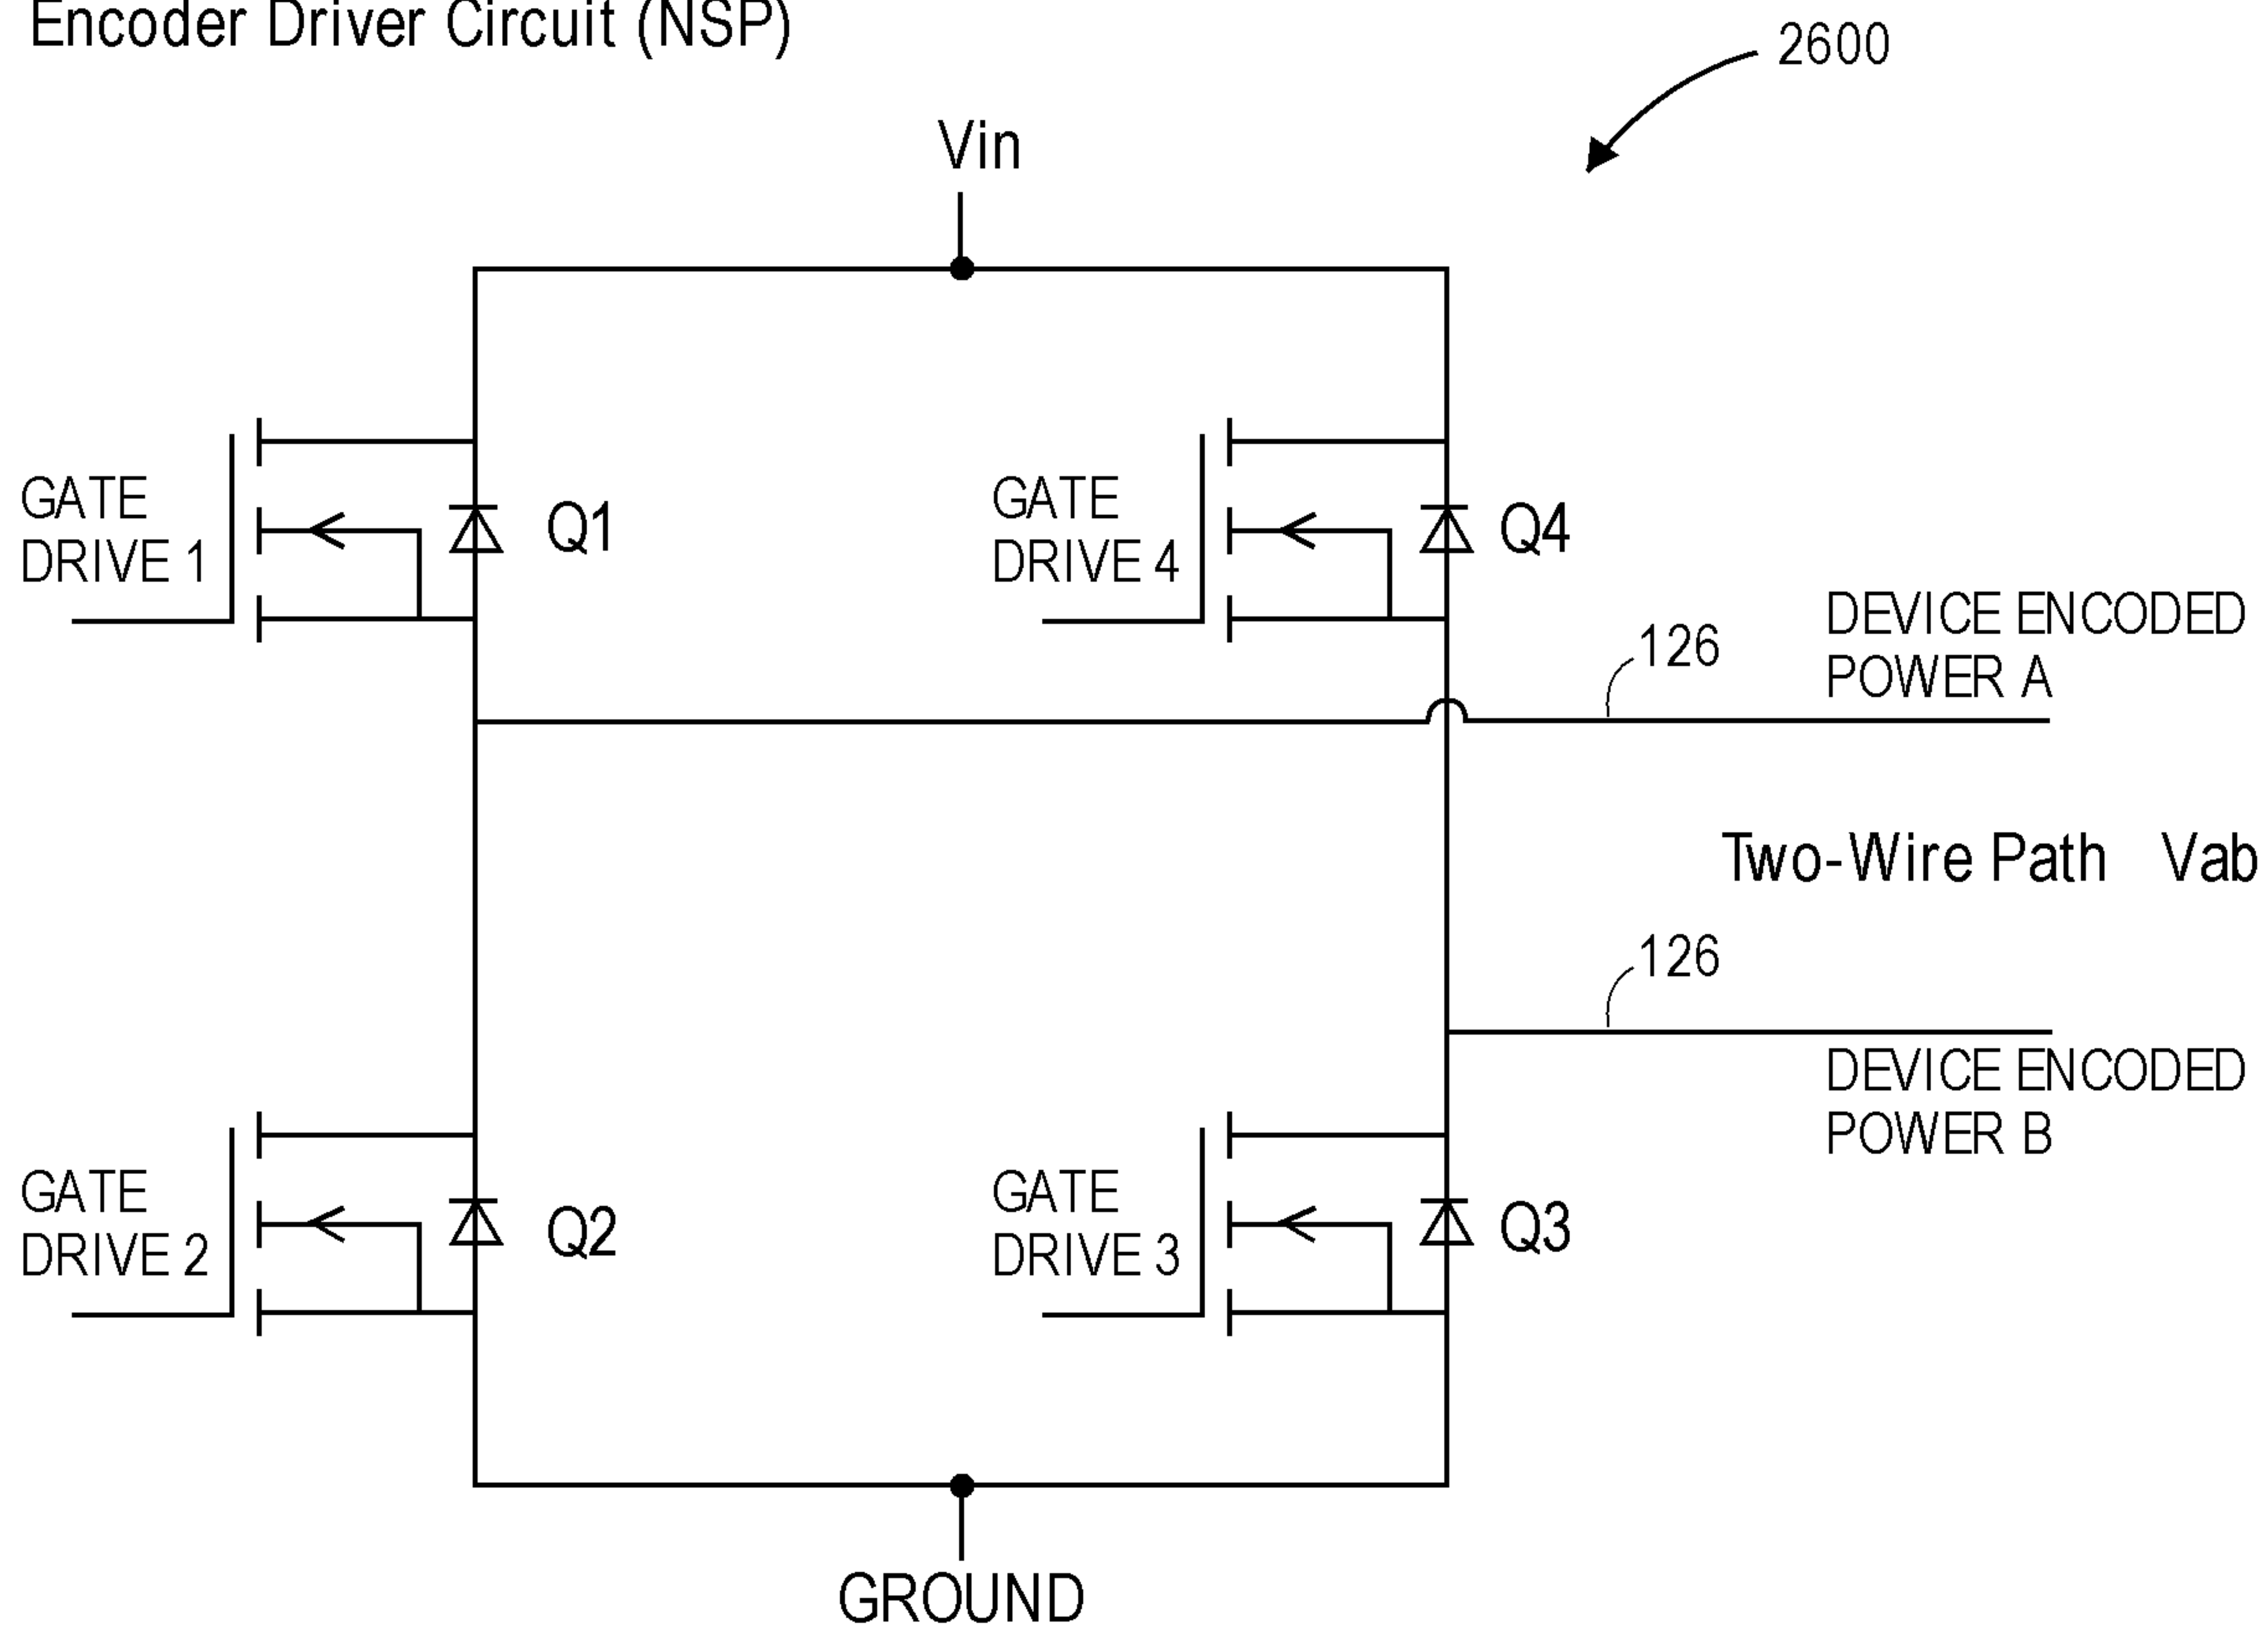 Encoder Driver Circuit (NSP)
2600
Vin
GATE
DRIVE 1
Q1
GATE
DRIVE 4
Q4
126
DEVICE ENCODED
POWER A
Two-Wire Path Vab
126
DEVICE ENCODED
POWER B
GATE
DRIVE 2
Q2
GATE
DRIVE 3
Q3
GROUND